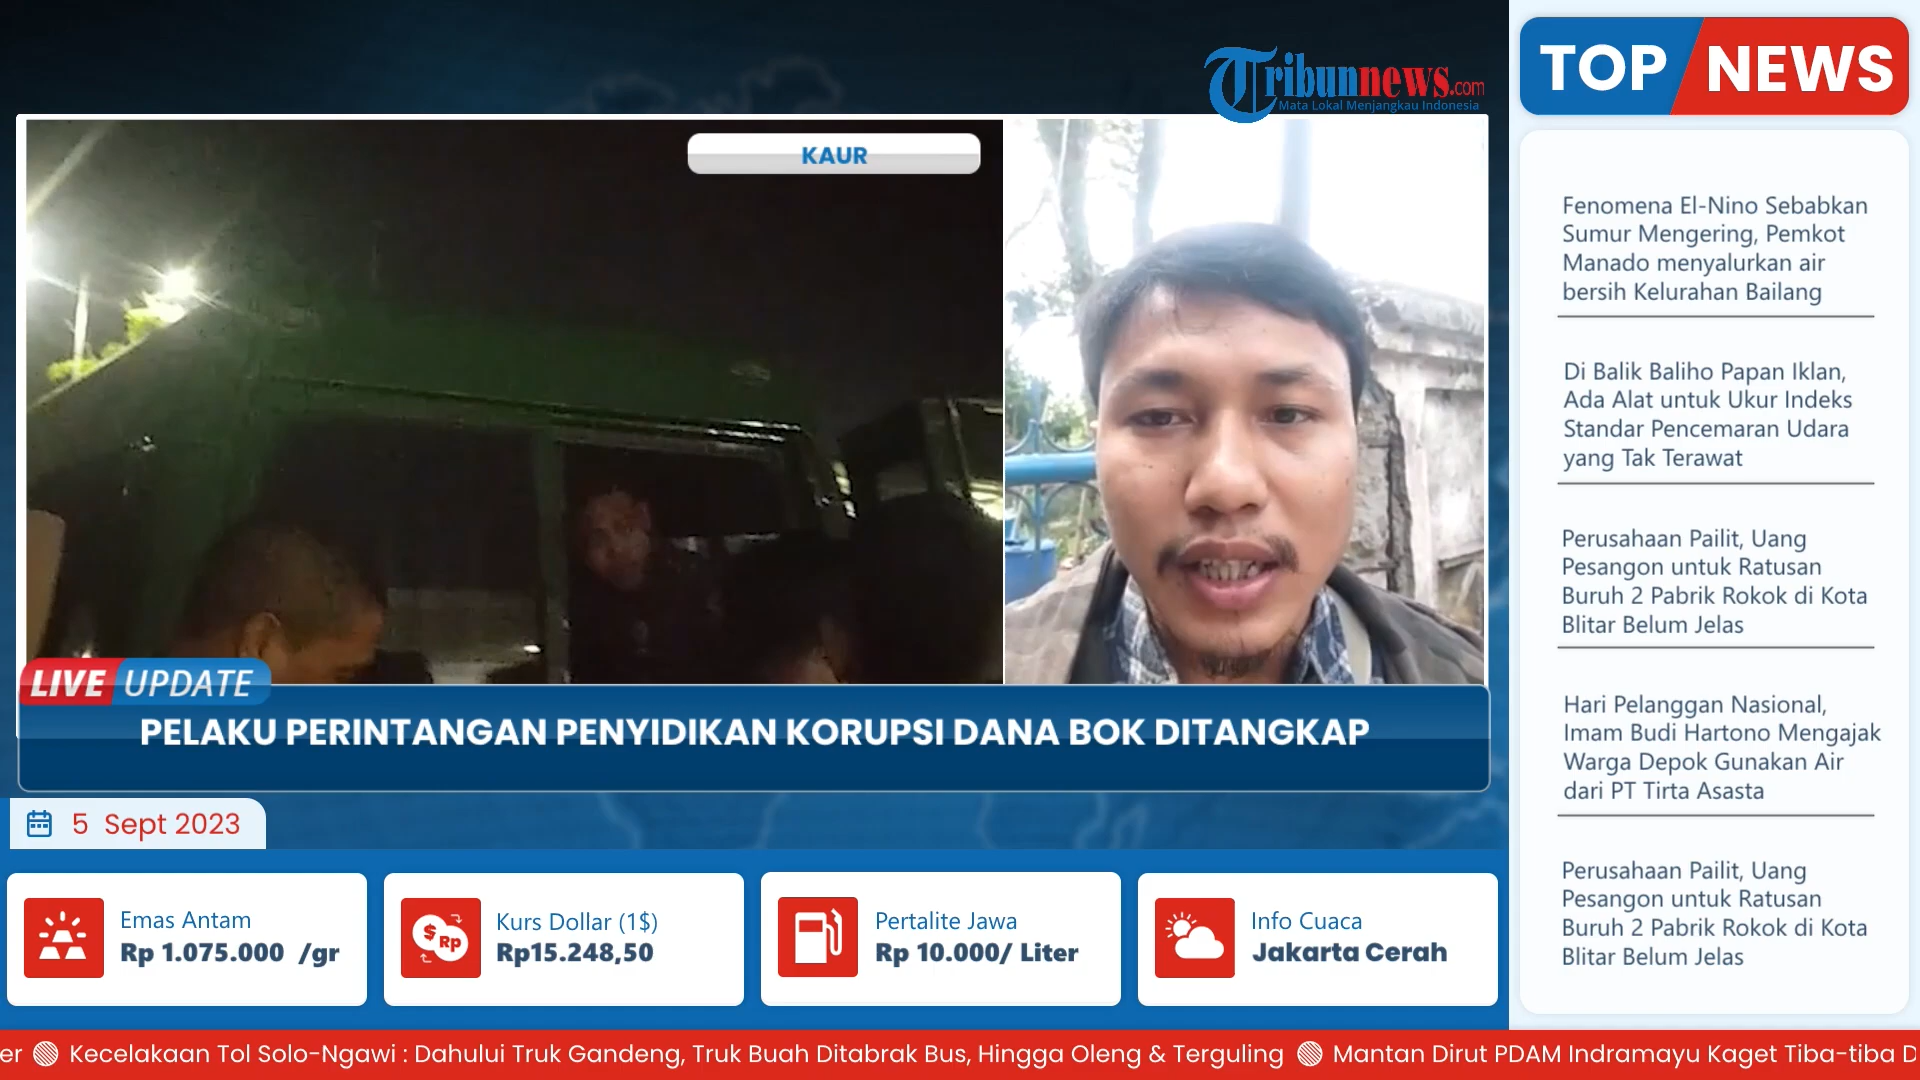 Tribunnews.com
Mata Lokal Menjangkau Indonesia
TOP NEWS
KAUR
Fenomena El-Nino Sebabkan
Sumur Mengering, Pemkot
Manado menyalurkan air
bersih Kelurahan Bailang
Di Balik Baliho Papan Iklan,
Ada Alat untuk Ukur Indeks
Standar Pencemaran Udara
yang Tak Terawat
Perusahaan Pailit, Uang
Pesangon untuk Ratusan
Buruh 2 Pabrik Rokok di Kota
Blitar Belum Jelas
Hari Pelanggan Nasional,
Imam Budi Hartono Mengajak
Warga Depok Gunakan Air
dari PT Tirta Asasta
Perusahaan Pailit, Uang
Pesangon untuk Ratusan
Buruh 2 Pabrik Rokok di Kota
Blitar Belum Jelas
LIVE UPDATE
PELAKU PERINTANGAN PENYIDIKAN KORUPSI DANA BOK DITANGKAP
5 Sept 2023
Emas Antam
Rp 1.075.000 /gr
Kurs Dollar (1$)
Rp15.248,50
$ Rp
Pertalite Jawa
Rp 10.000/ Liter
Info Cuaca
Jakarta Cerah
er Kecelakaan Tol Solo-Ngawi : Dahului Truk Gandeng, Truk Buah Ditabrak Bus, Hingga Oleng & Terguling Mantan Dirut PDAM Indramayu Kaget Tiba-tiba D